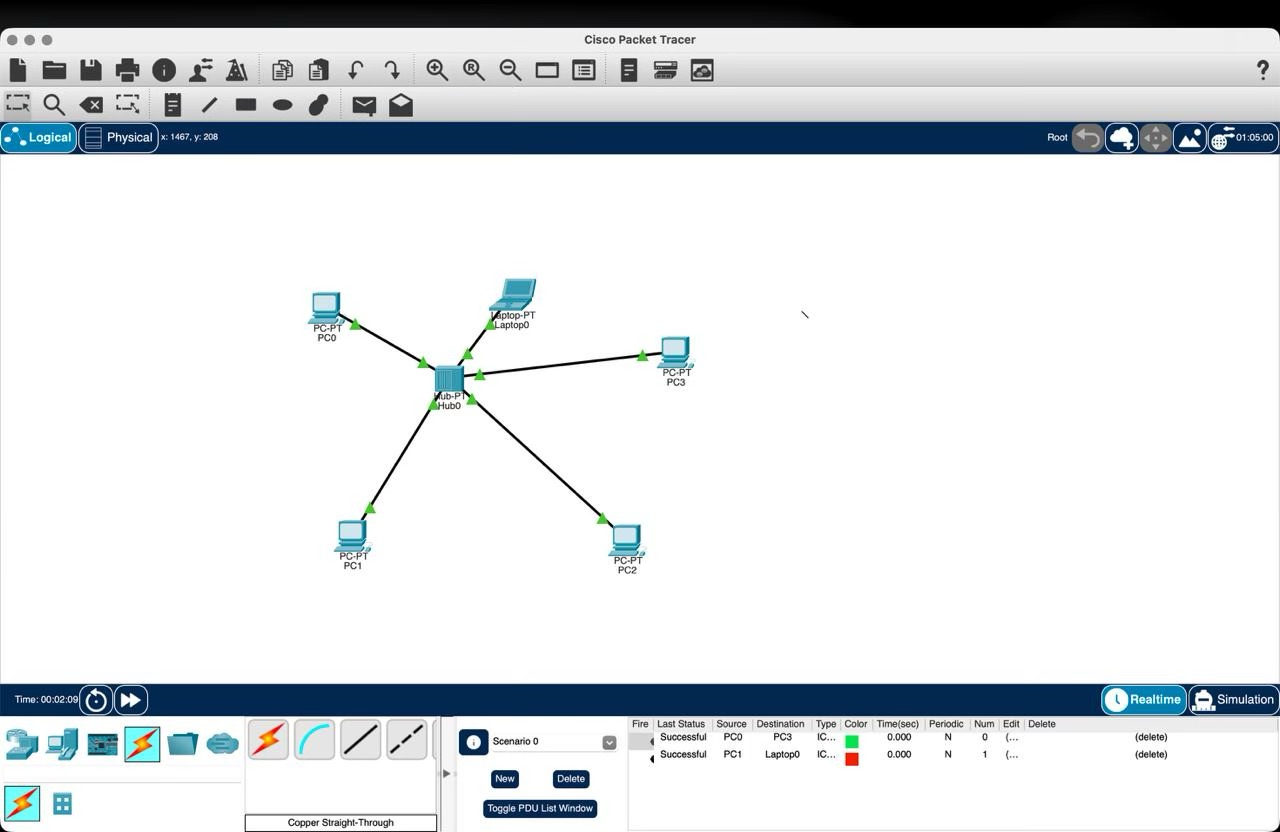 Cisco Packet Tracer
?
Logical
Physical
x: 1467, y: 208
Root
01:05:00
PC-PT
PC0
Laptop-PT
Laptop0
PC-PT
PC3
Hub-PT
Hub0
PC-PT
PC1
PC-PT
PC2
Time: 00:02:09
Realtime
Simulation
Scenario 0
New
Delete
Toggle PDU List Window
Copper Straight-Through
Fire Last Status Source Destination Type Color Time(sec) Periodic Num Edit Delete
Successful PC0 PC3 IC... 0.000 N 0 (... (delete)
Successful PC1 Laptop0 IC... 0.000 N 1 (... (delete)